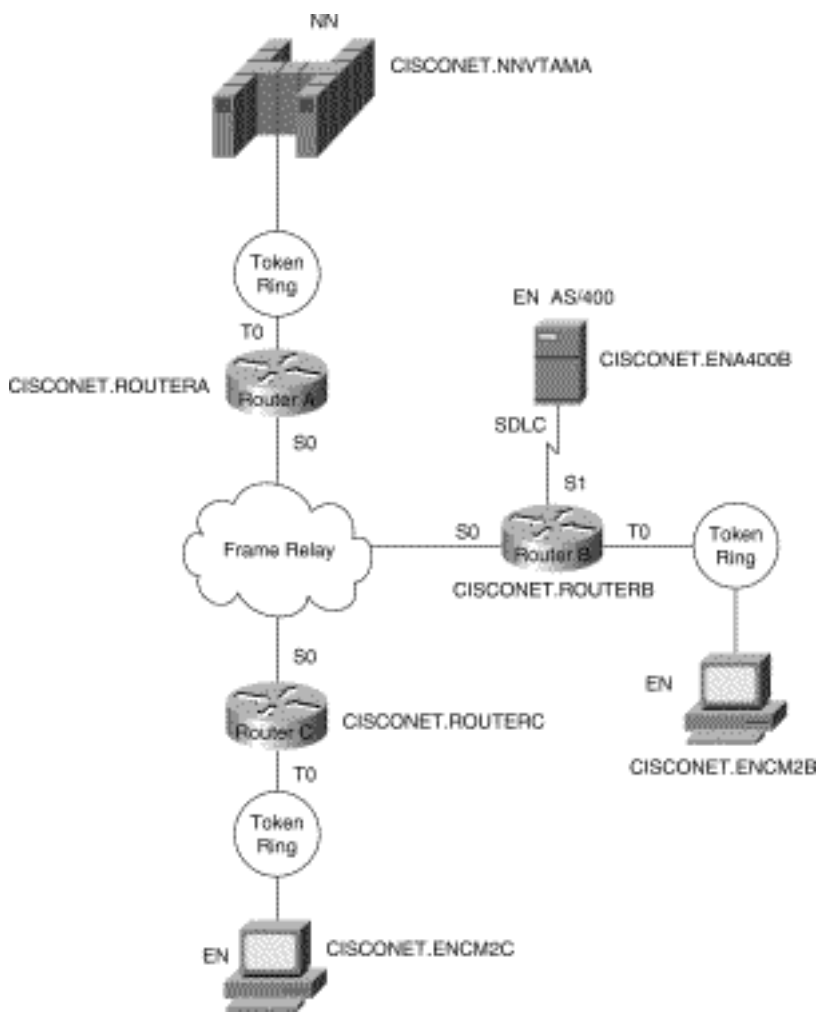 NN
CISCONET.NNVTAMA
Token
Ring
T0
CISCONET.ROUTERA
Router A
S0
EN AS/400
CISCONET.ENA400B
SDLC
S1
Frame Relay
S0
Router B
T0
Token
Ring
CISCONET.ROUTERB
S0
Router C
CISCONET.ROUTERC
EN
CISCONET.ENCM2B
T0
Token
Ring
EN
CISCONET.ENCM2C